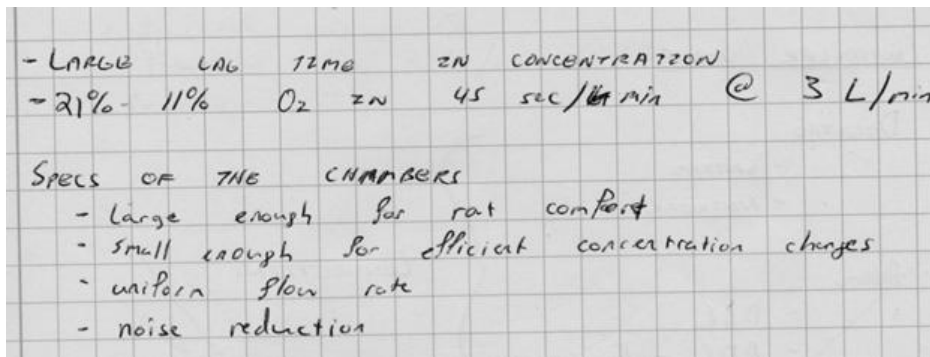 - LARGE LAG TIME IN CONCENTRATION
- 21% - 11% O2 IN 45 sec/ min @ 3 L/min
SPECS OF THE CHAMBERS
- Large enough for rat comfort
- small enough for efficient concentration changes
- uniform flow rate
- noise reduction